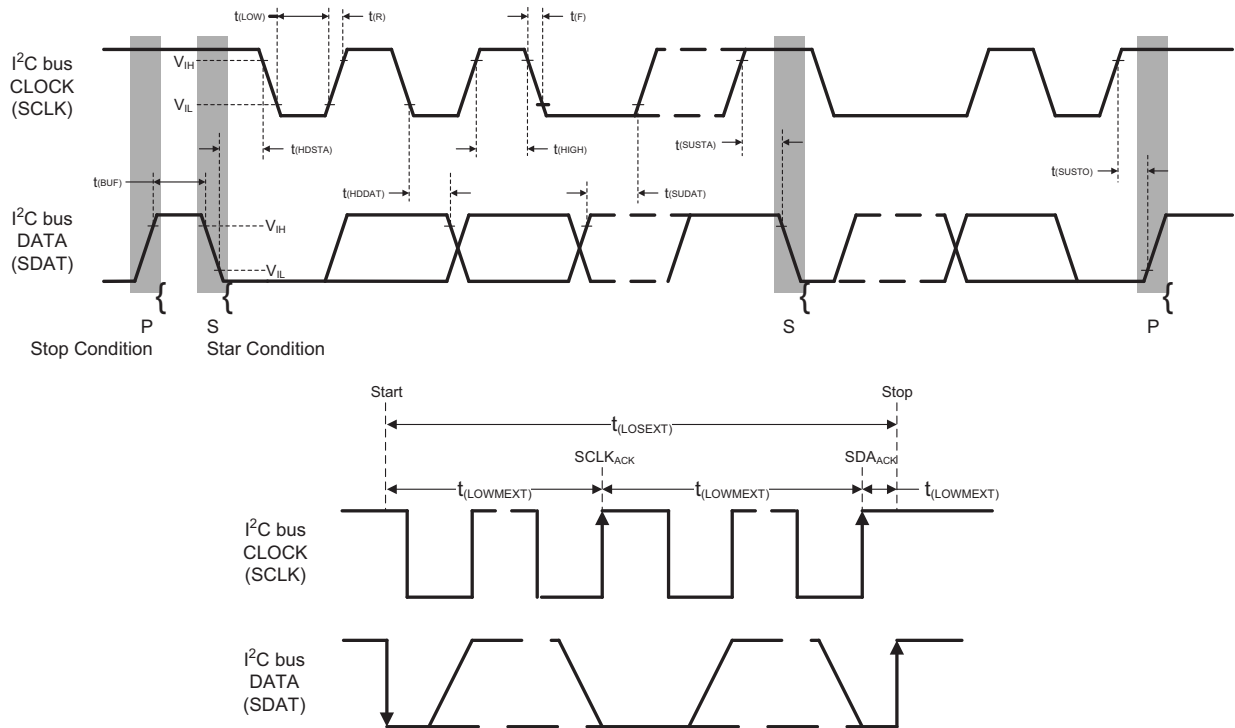 t(LOW)
t(R)
t(F)
I2C bus
CLOCK
(SCLK)
VIH
VIL
t(HDSTA)
t(HIGH)
t(SUSTA)
t(BUF)
t(HDDAT)
t(SUDAT)
t(SUSTO)
I2C bus
DATA
(SDAT)
VIH
VIL
{ { { {
P S S P
Stop Condition Star Condition
Start Stop
t(LOSEXT)
SCLKACK SDAACK
t(LOWMEXT) t(LOWMEXT) t(LOWMEXT)
I2C bus
CLOCK
(SCLK)
I2C bus
DATA
(SDAT)